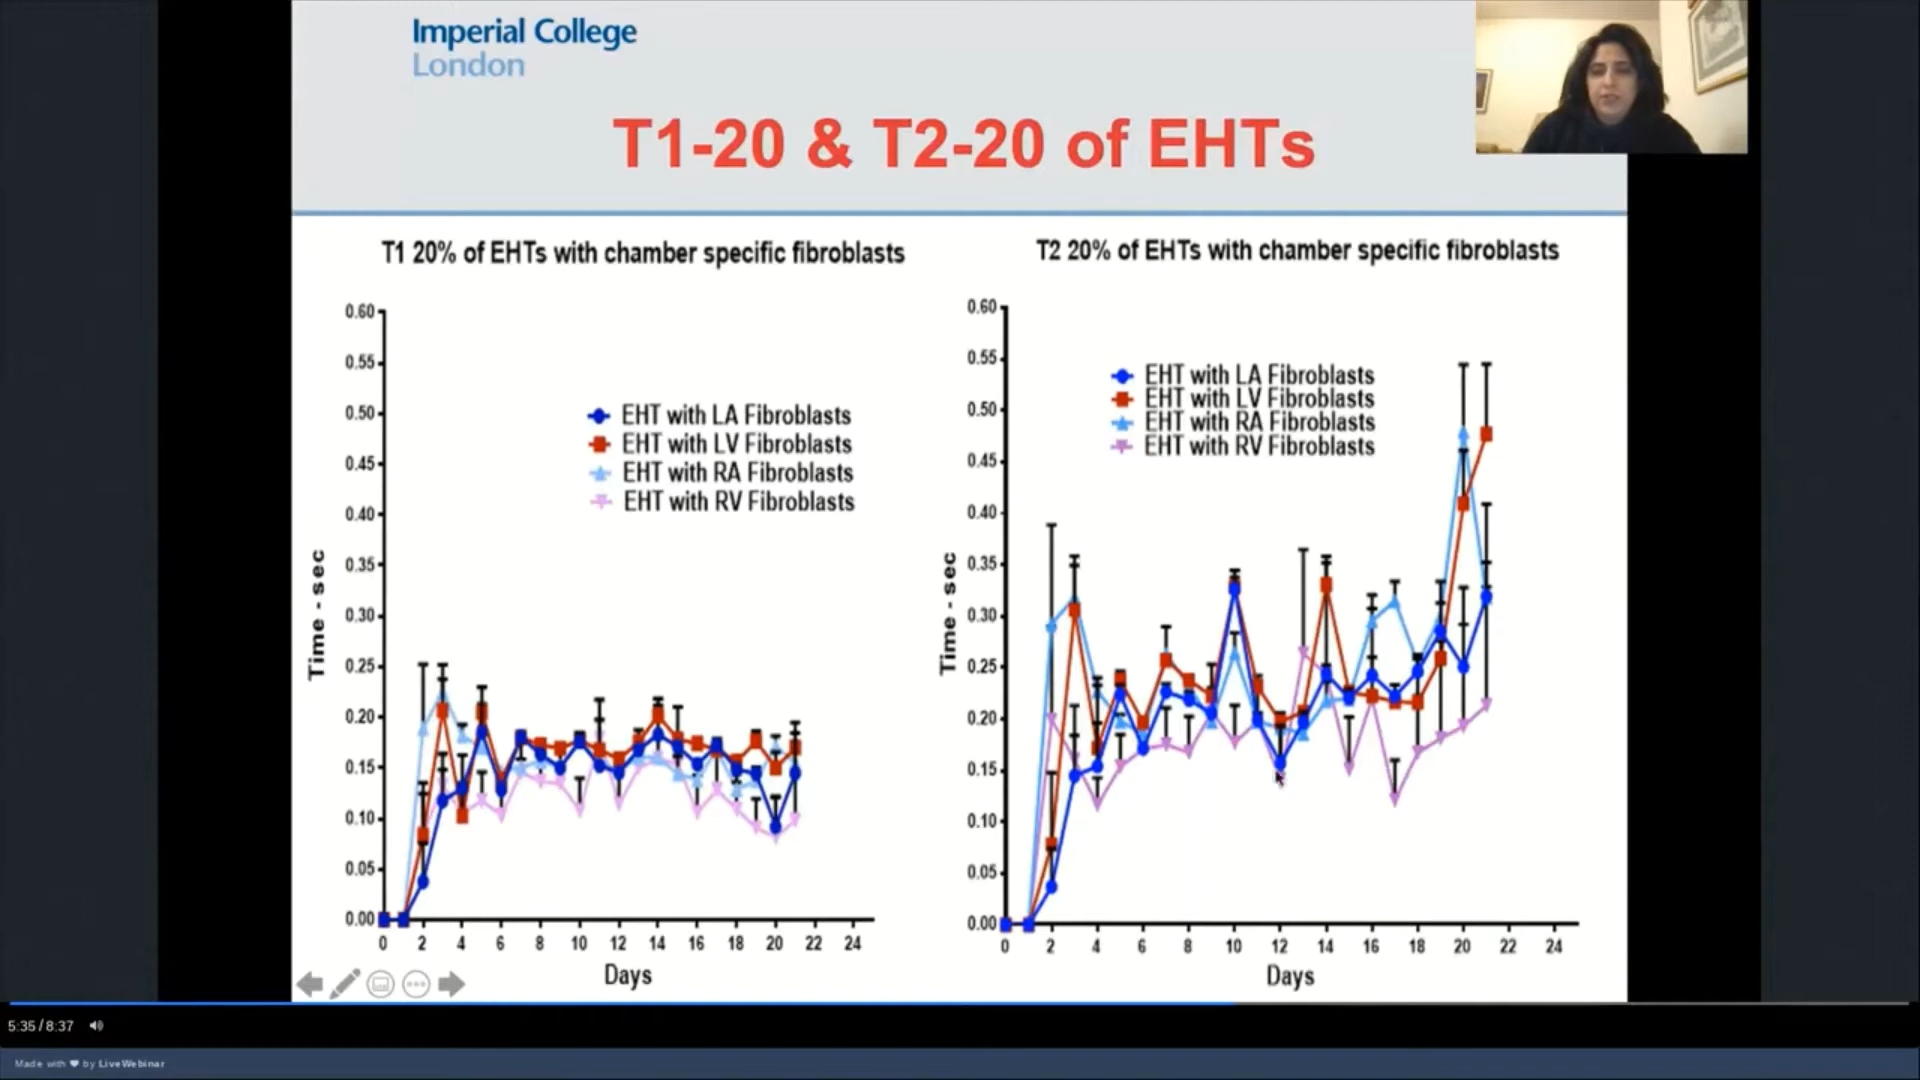 Imperial College
London
T1-20 & T2-20 of EHTs
T1 20% of EHTs with chamber specific fibroblasts
0.60
0.55
0.50
0.45
0.40
0.35
0.30
0.25
0.20
0.15
0.10
0.05
0.00
Time - sec
EHT with LA Fibroblasts
EHT with LV Fibroblasts
EHT with RA Fibroblasts
EHT with RV Fibroblasts
0 2 4 6 8 10 12 14 16 18 20 22 24
Days
T2 20% of EHTs with chamber specific fibroblasts
0.60
0.55
0.50
0.45
0.40
0.35
0.30
0.25
0.20
0.15
0.10
0.05
0.00
Time - sec
EHT with LA Fibroblasts
EHT with LV Fibroblasts
EHT with RA Fibroblasts
EHT with RV Fibroblasts
0 2 4 6 8 10 12 14 16 18 20 22 24
Days
5:35 / 8:37
Made with ❤ by LiveWebinar